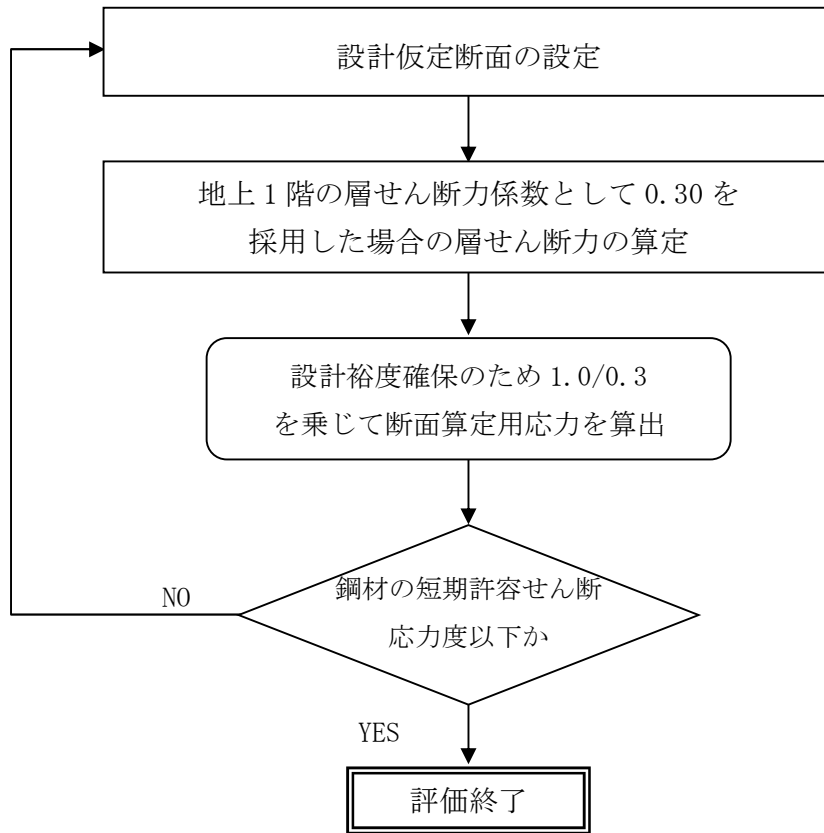 設計仮定断面の設定
地上1階の層せん断力係数として0.30を
採用した場合の層せん断力の算定
設計裕度確保のため1.0/0.3
を乗じて断面算定用応力を算出
鋼材の短期許容せん断
応力度以下か
NO
YES
評価終了